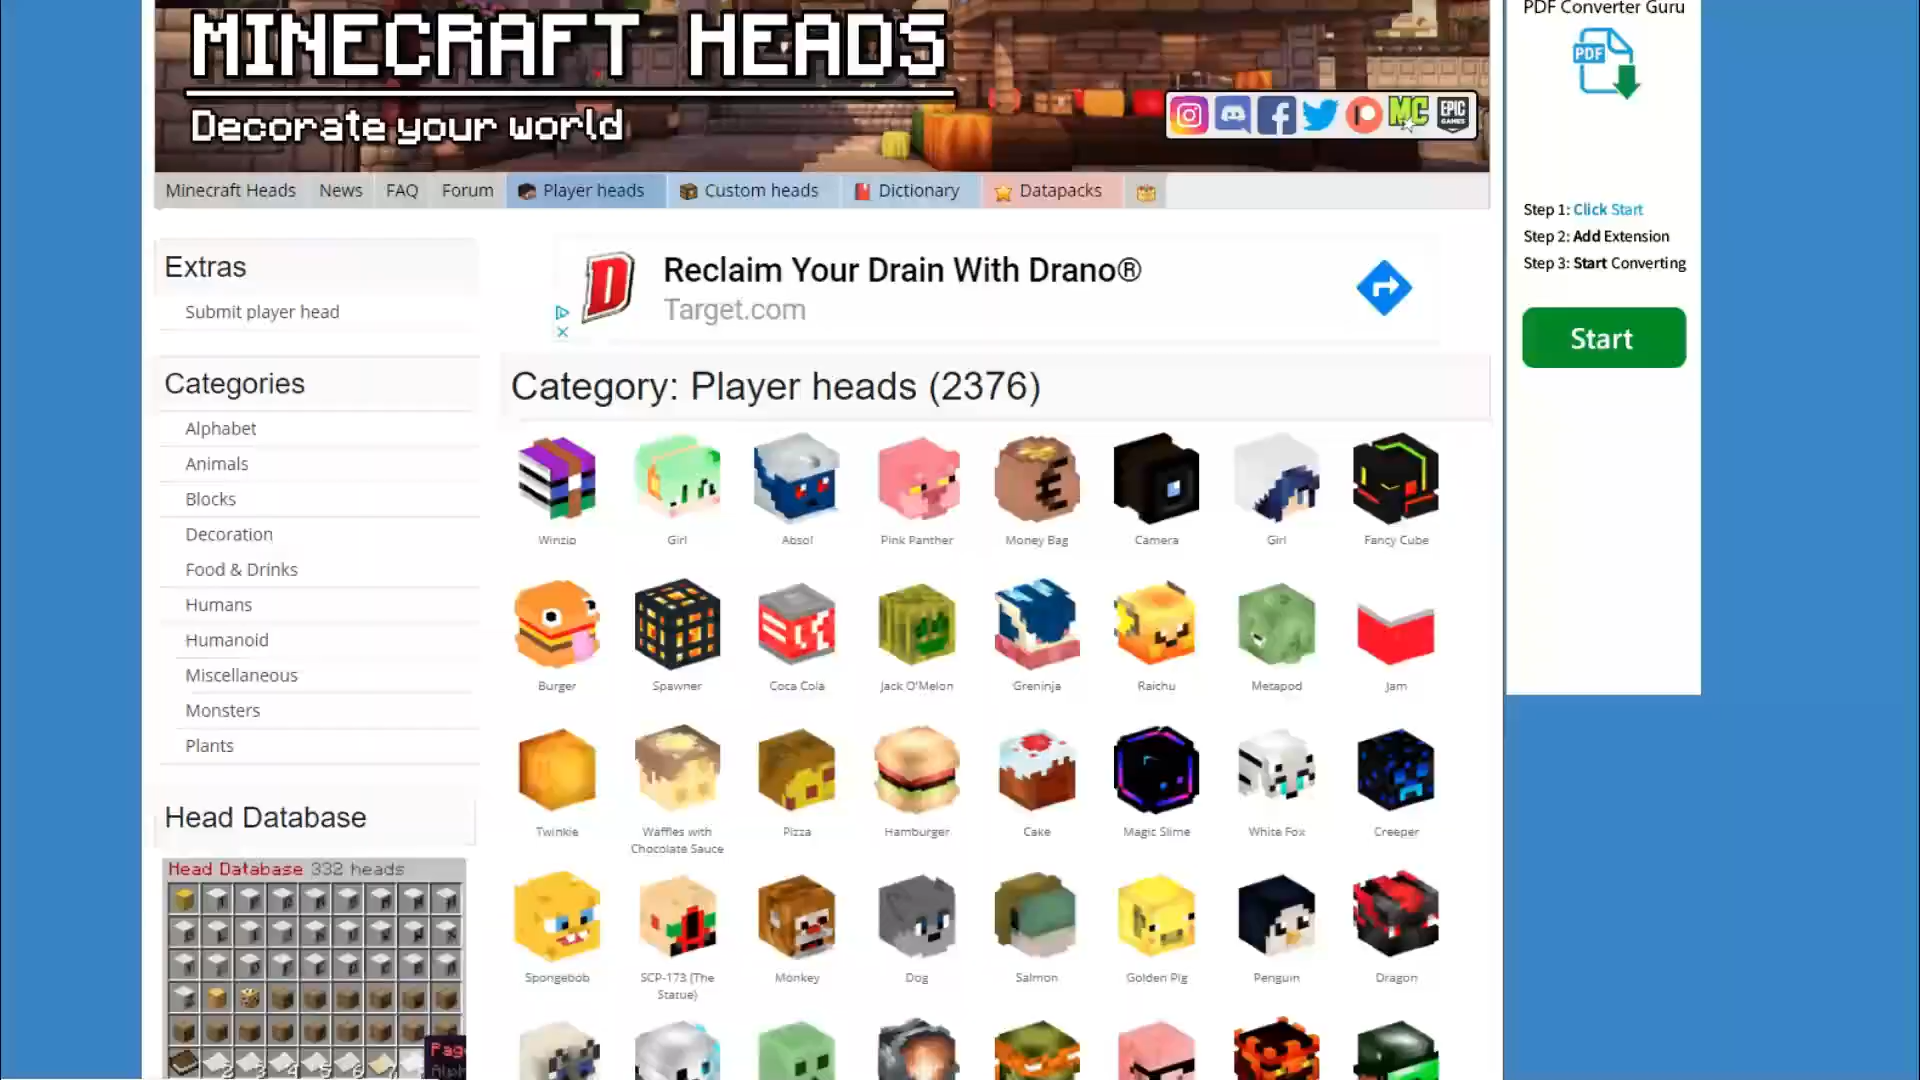 MINECRAFT HEADS
Decorate your world
MC
EPIC
GAMES
PDF Converter Guru
PDF
Step 1: Click Start
Step 2: Add Extension
Step 3: Start Converting
Start
Minecraft Heads
News
FAQ
Forum
Player heads
Custom heads
Dictionary
Datapacks
Extras
Submit player head
Categories
Alphabet
Animals
Blocks
Decoration
Food & Drinks
Humans
Humanoid
Miscellaneous
Monsters
Plants
Head Database
Head Database 332 heads
D
Reclaim Your Drain With Drano®
Target.com
Category: Player heads (2376)
Winzip
Girl
Absol
Pink Panther
Money Bag
Camera
Girl
Fancy Cube
Burger
Spawner
Coca Cola
Jack O'Melon
Greninja
Raichu
Metapod
Jam
Twinkie
Waffles with
Chocolate Sauce
Pizza
Hamburger
Cake
Magic Slime
White Fox
Creeper
Spongebob
SCP-173 (The
Statue)
Monkey
Dog
Salmon
Golden Pig
Penguin
Dragon